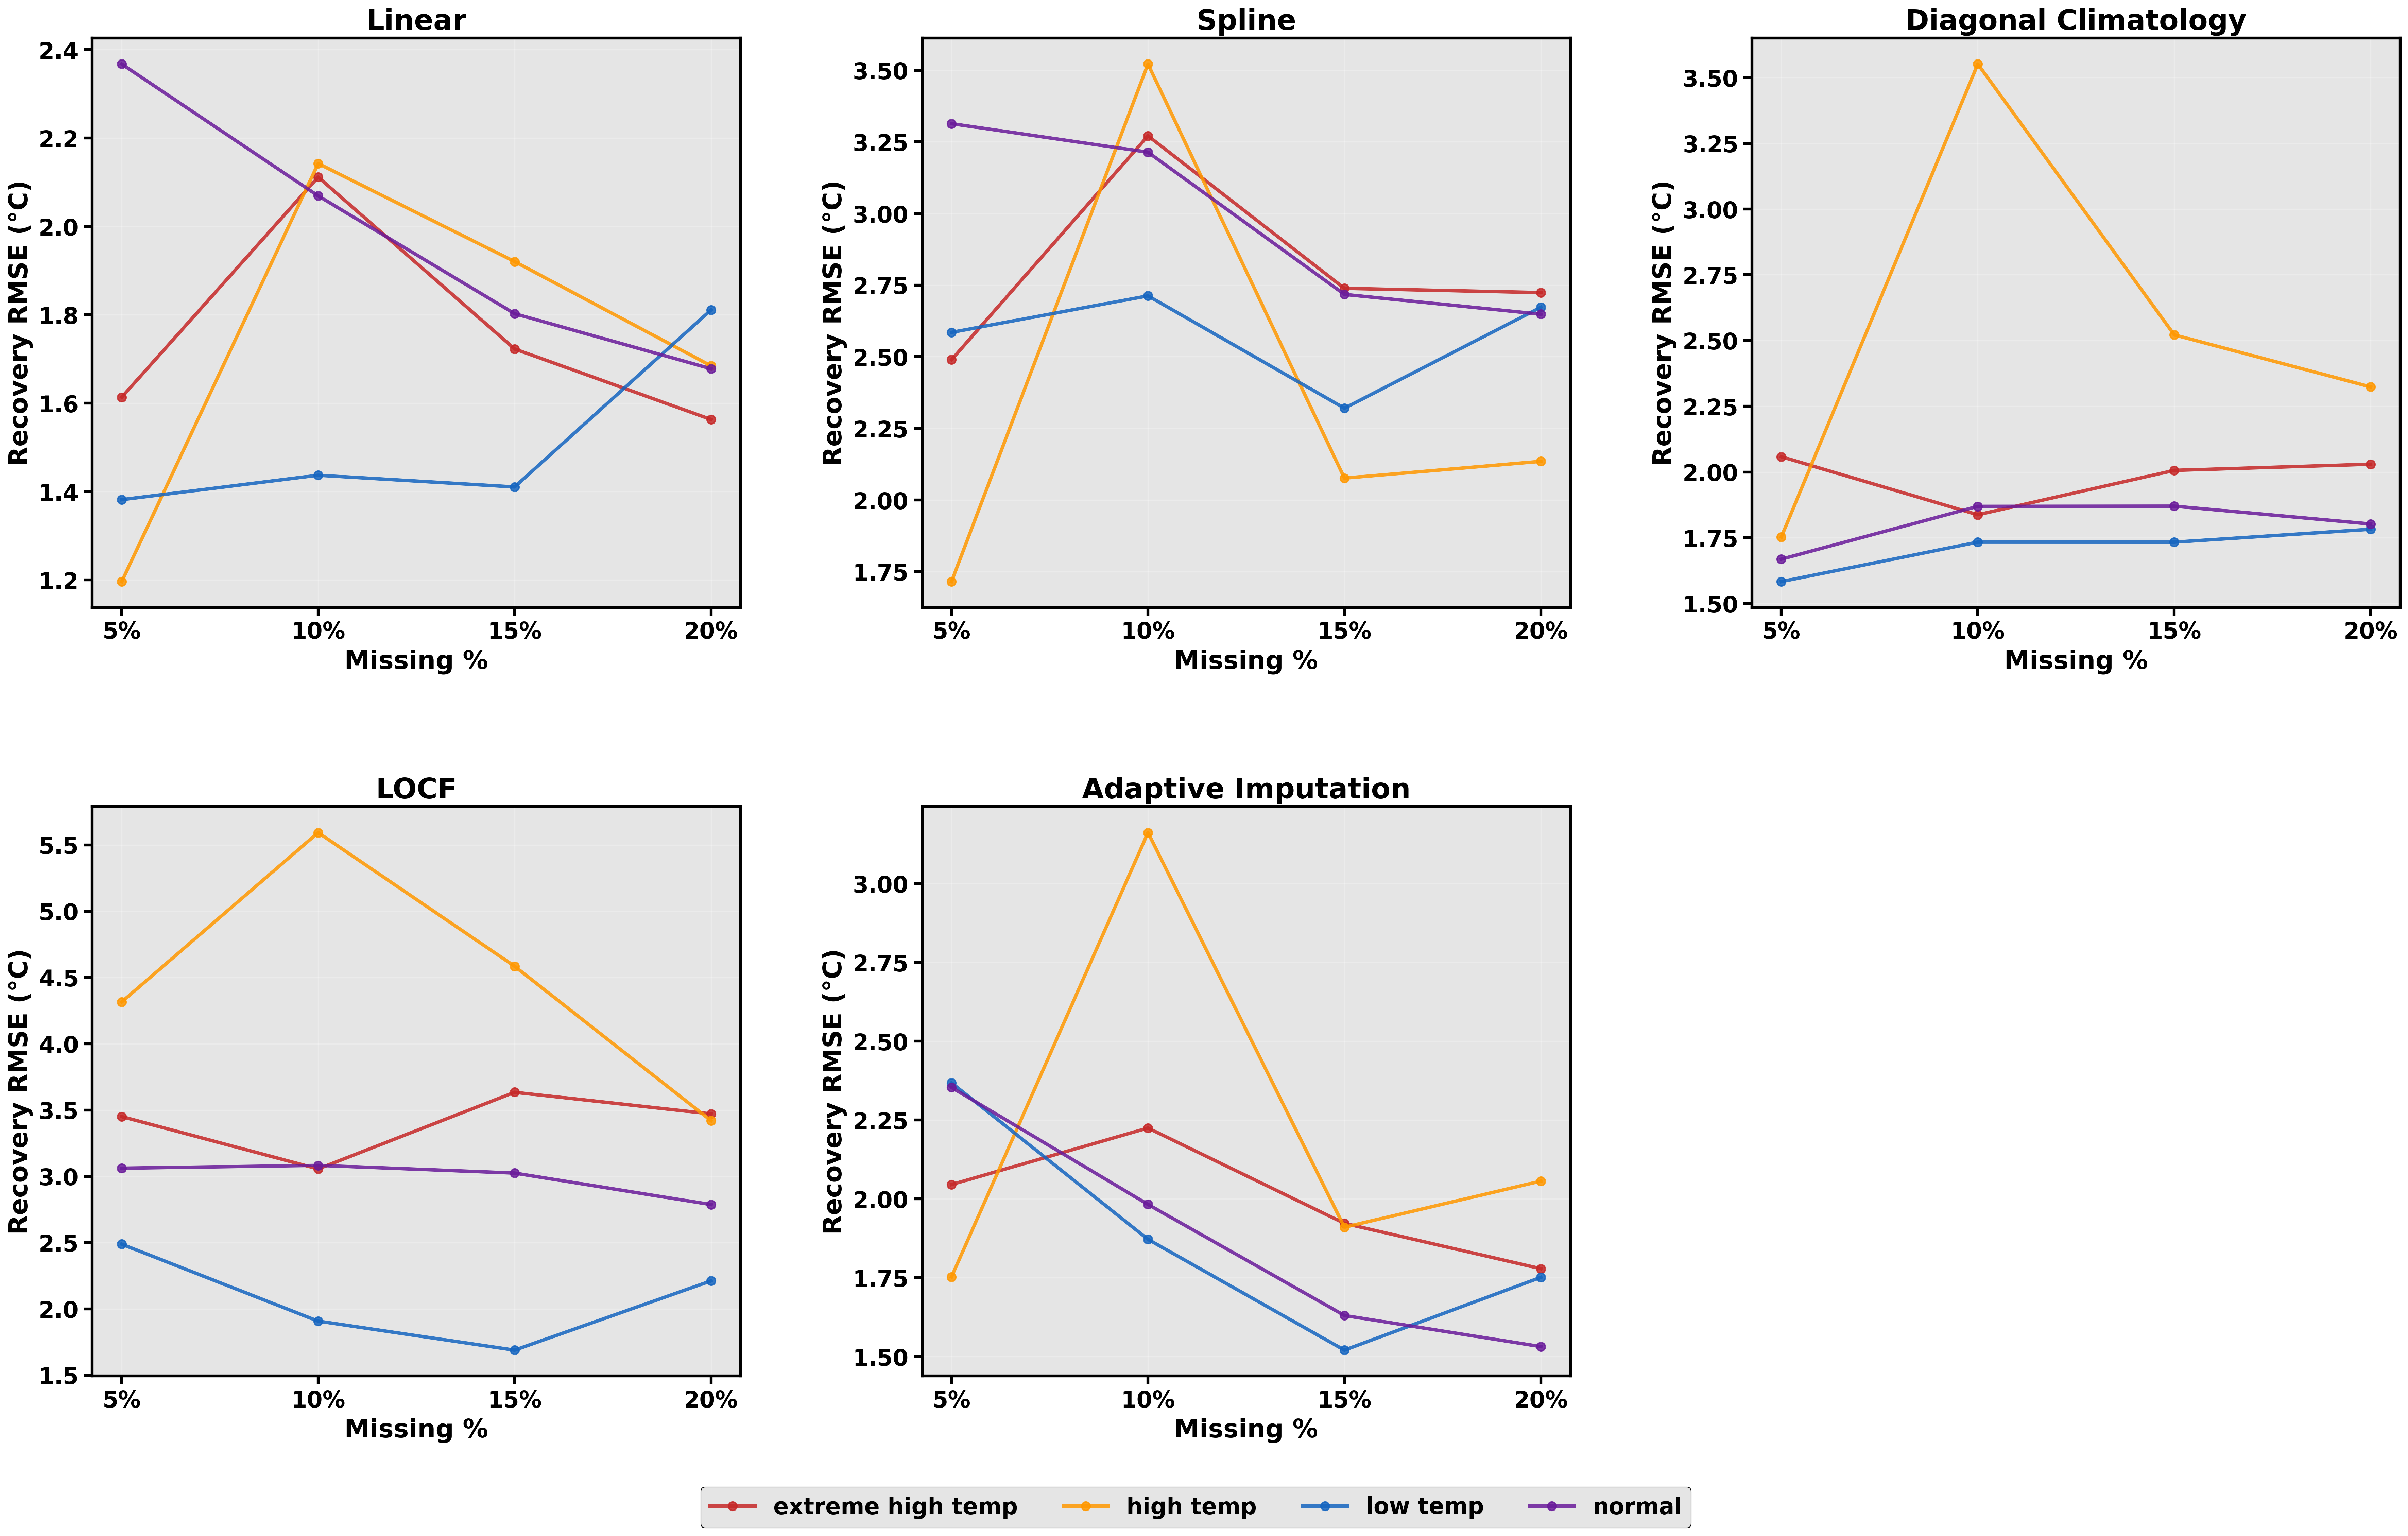 Linear
Recovery RMSE (°C)
2.4
2.2
2.0
1.8
1.6
1.4
1.2
5% 10% 15% 20%
Missing %
Spline
Recovery RMSE (°C)
3.50
3.25
3.00
2.75
2.50
2.25
2.00
1.75
5% 10% 15% 20%
Missing %
Diagonal Climatology
Recovery RMSE (°C)
3.50
3.25
3.00
2.75
2.50
2.25
2.00
1.75
1.50
5% 10% 15% 20%
Missing %
LOCF
Recovery RMSE (°C)
5.5
5.0
4.5
4.0
3.5
3.0
2.5
2.0
1.5
5% 10% 15% 20%
Missing %
Adaptive Imputation
Recovery RMSE (°C)
3.00
2.75
2.50
2.25
2.00
1.75
1.50
5% 10% 15% 20%
Missing %
extreme high temp high temp low temp normal